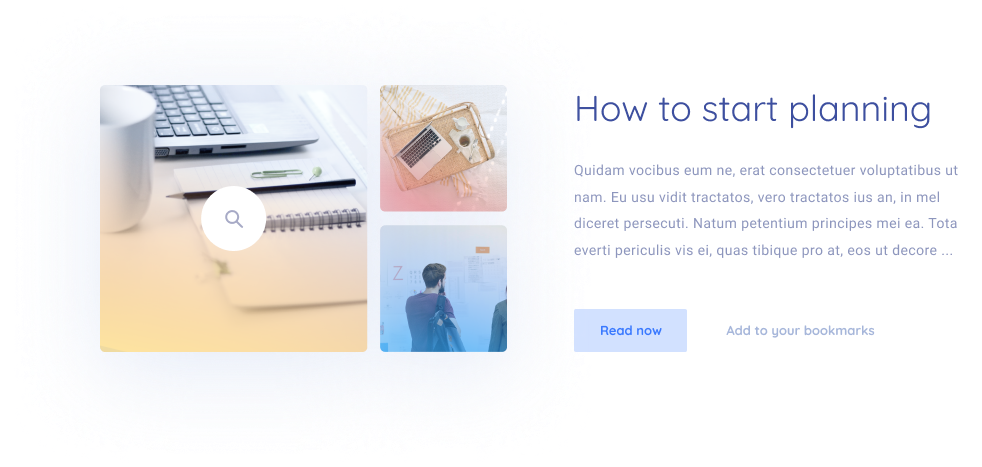 How to start planning
Quidam vocibus eum ne, erat consectetuer voluptatibus ut
nam. Eu usu vidit tractatos, vero tractatos ius an, in mel
diceret persecuti. Natum petentium principes mei ea. Tota
everti periculis vis ei, quas tibique pro at, eos ut decore ...
Z
Read now
Add to your bookmarks